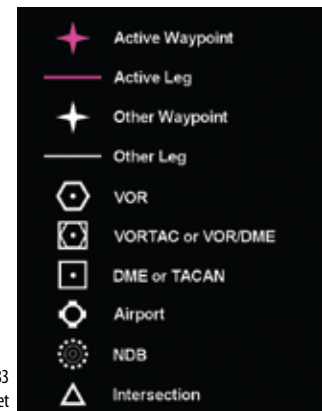 Active Waypoint
Active Leg
Other Waypoint
Other Leg
VOR
VORTAC or VOR/DME
DME or TACAN
Airport
NDB
Intersection